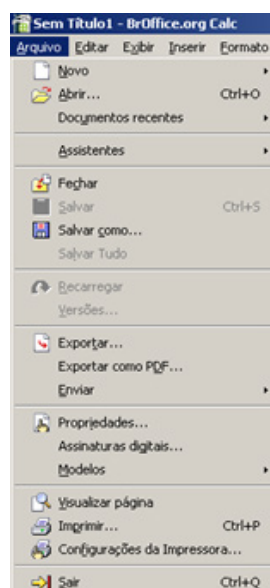 Sem Título1 - BrOffice.org Calc
Arquivo Editar Exibir Inserir Formato
Novo
Abrir... Ctrl+O
Documentos recentes
Assistentes
Fechar
Salvar Ctrl+S
Salvar como...
Salvar Tudo
Recarregar
Versões...
Exportar...
Exportar como PDF...
Enviar
Propriedades...
Assinaturas digitais...
Modelos
Visualizar página
Imprimir... Ctrl+P
Configurações da Impressora...
Sair Ctrl+Q